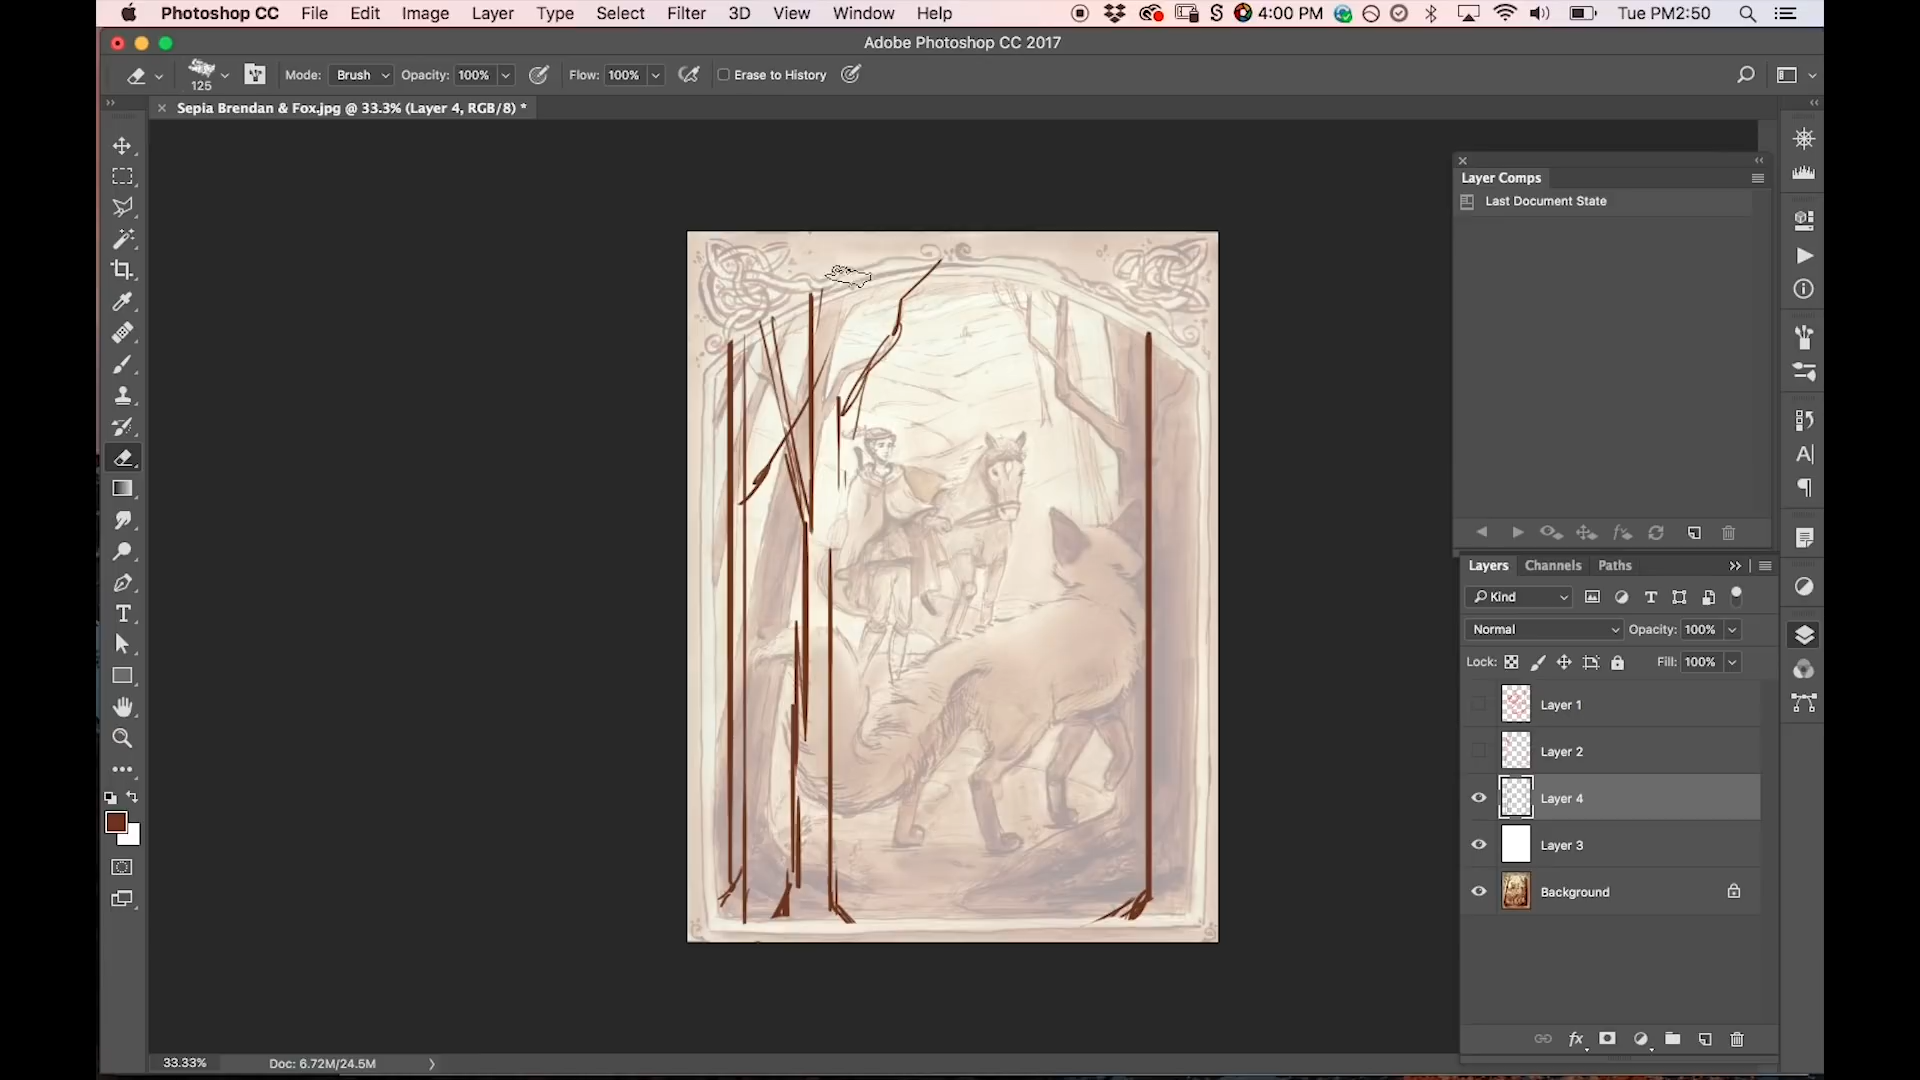 Photoshop CC File Edit Image Layer Type Select Filter 3D View Window Help 4:00 PM Tue PM2:50
Adobe Photoshop CC 2017
125 Mode: Brush Opacity: 100% Flow: 100% Erase to History
Sepia Brendan & Fox.jpg @ 33.3% (Layer 4, RGB/8) *
Layer Comps
Last Document State
Layers Channels Paths
Kind
Normal Opacity: 100%
Lock: Fill: 100%
Layer 1
Layer 2
Layer 4
Layer 3
Background
33.33% Doc: 6.72M/24.5M